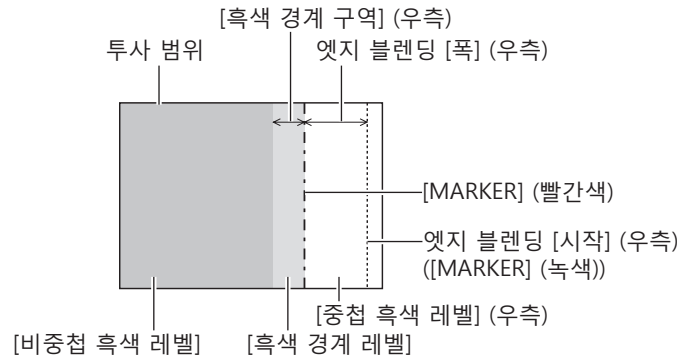 [흑색 경계 구역] (우측)
투사 범위
엣지 블렌딩 [폭] (우측)
[MARKER] (빨간색)
엣지 블렌딩 [시작] (우측)
([MARKER] (녹색))
[중첩 흑색 레벨] (우측)
[비중첩 흑색 레벨]
[흑색 경계 레벨]